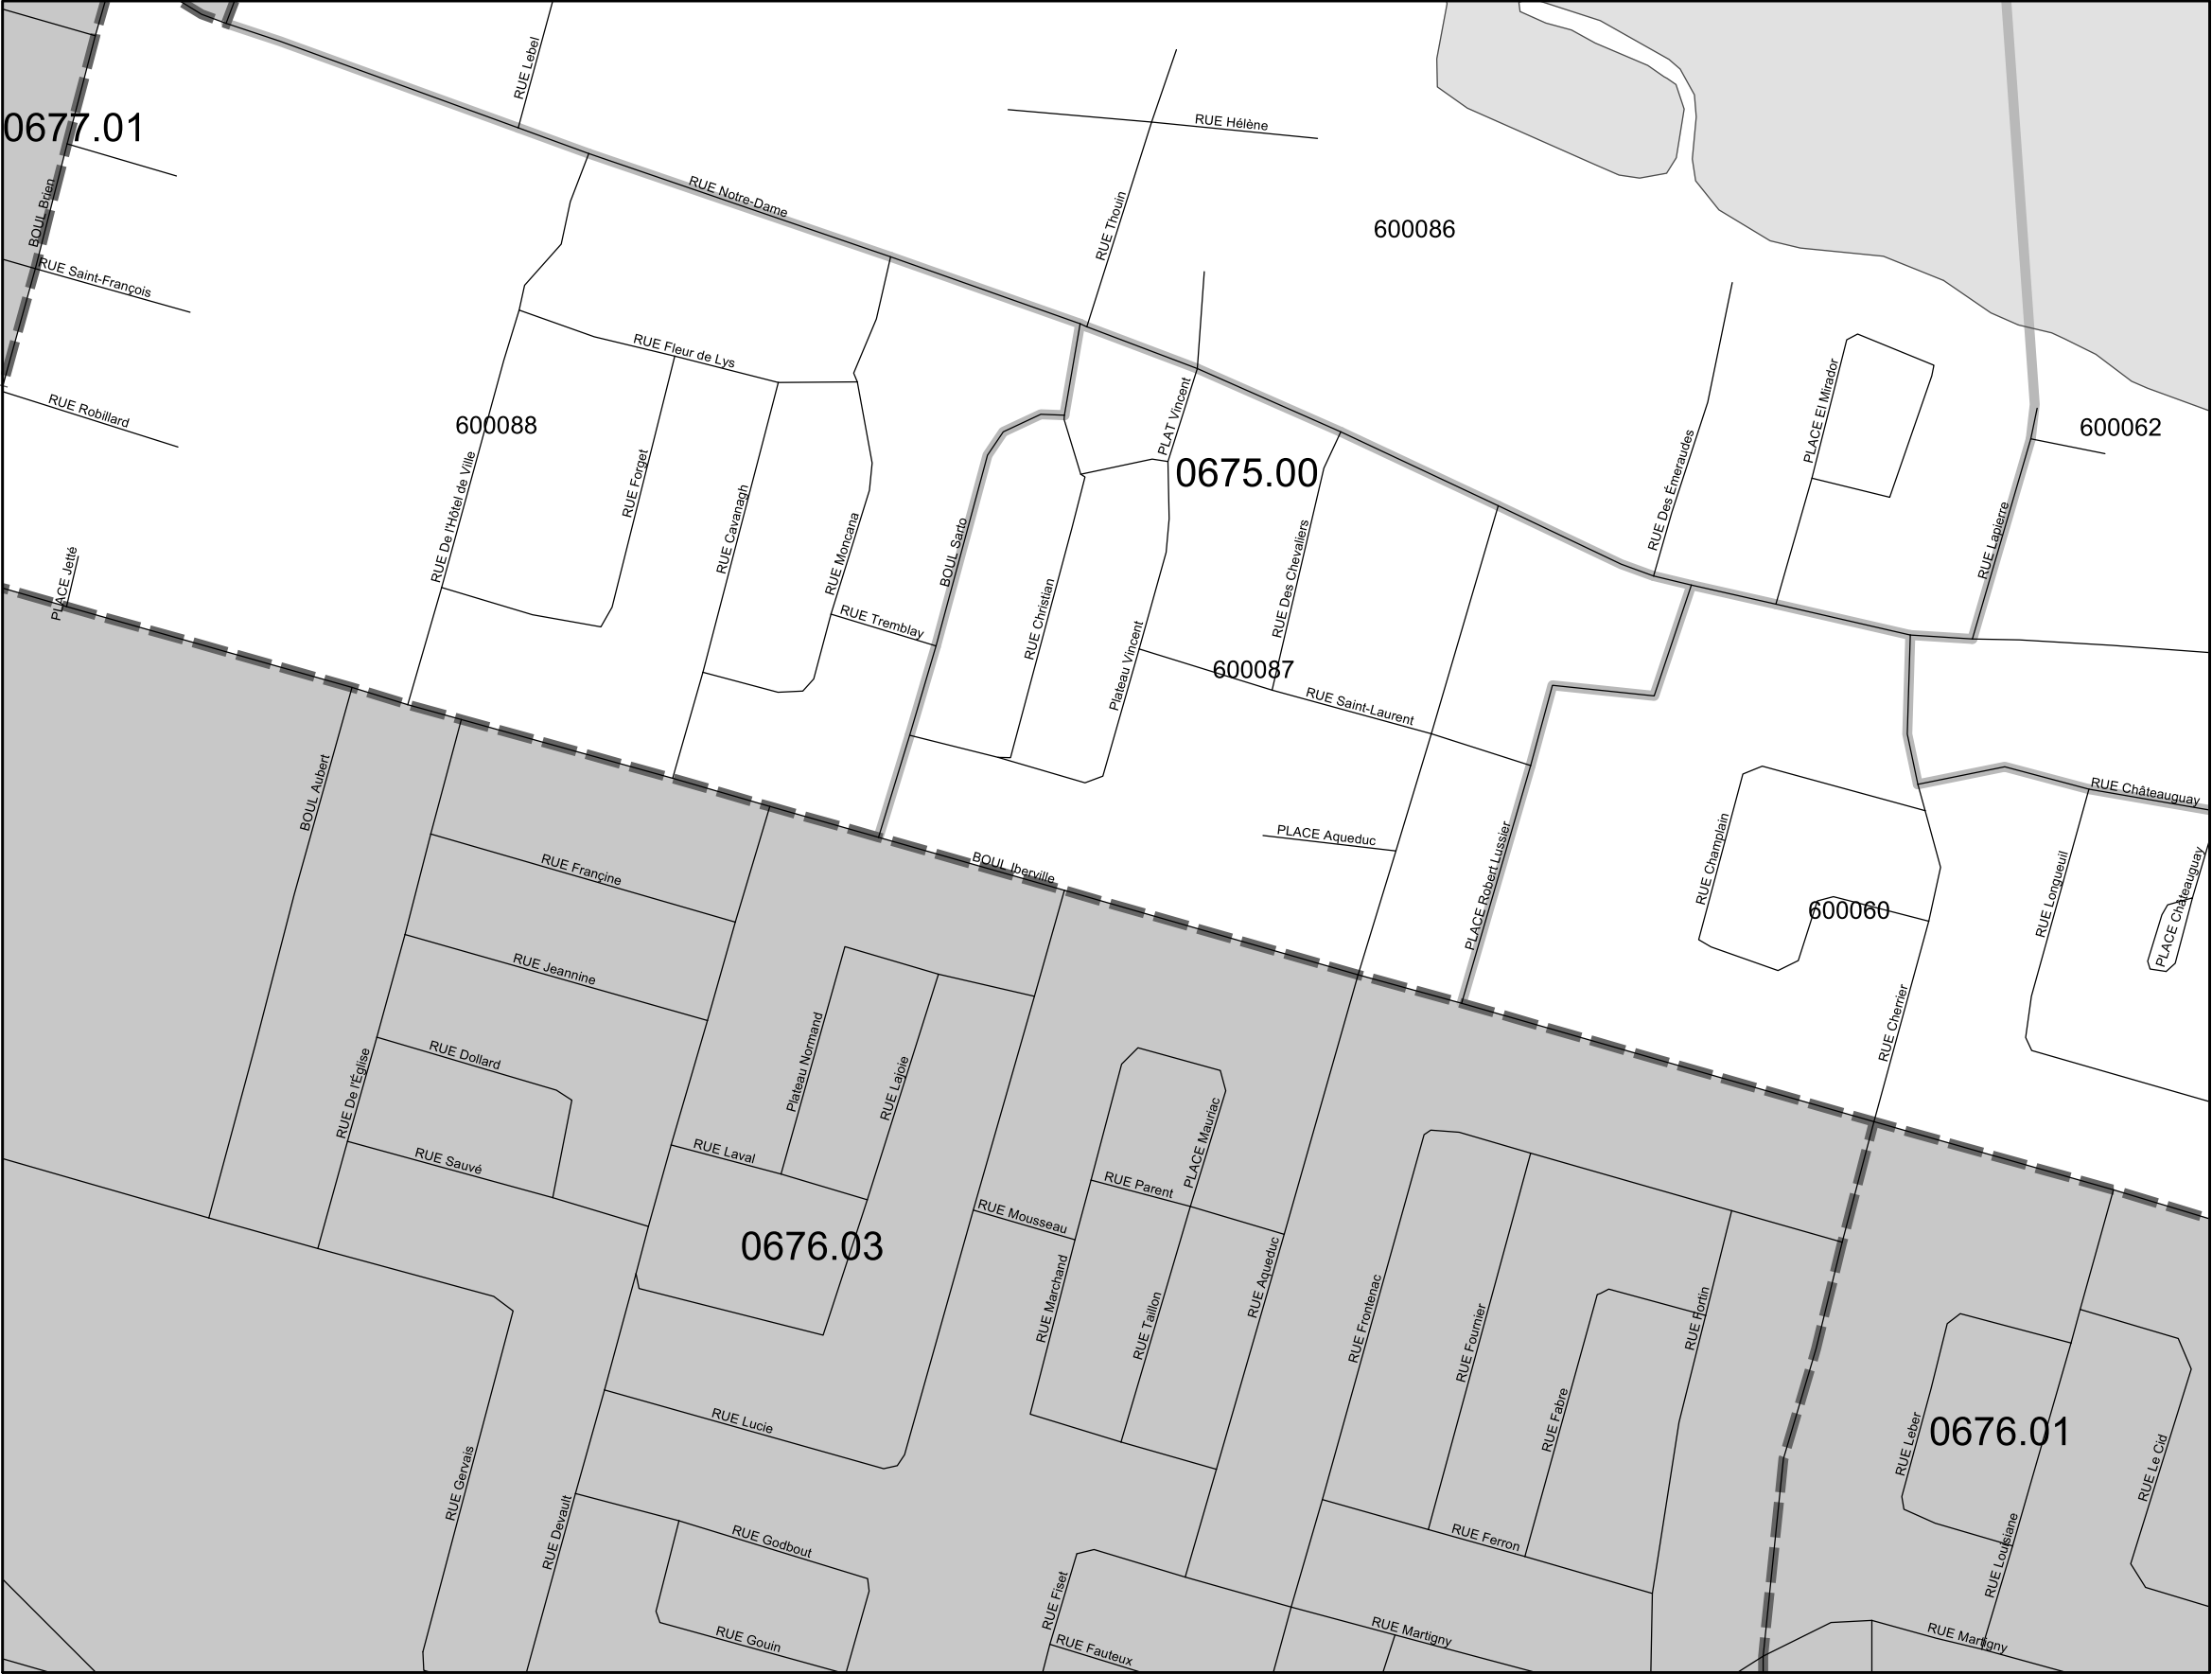 RUE Lebel
0677.01
RUE Hélène
RUE Notre-Dame
BOUL Brien
RUE Thouin
600086
RUE Saint-François
RUE Fleur de Lys
RUE Robillard
600088
PLAT Vincent
PLACE El Mirador
600062
0675.00
RUE De l'Hôtel de Ville
RUE Forget
RUE Cavanagh
RUE Moncana
BOUL Sarto
RUE Des Chevaliers
RUE Des Émeraudes
RUE Lapierre
PLACE Jetté
RUE Tremblay
RUE Christian
Plateau Vincent
600087
RUE Saint-Laurent
BOUL Aubert
RUE Châteauguay
PLACE Aqueduc
RUE Françine
BOUL Iberville
PLACE Robert Lussier
RUE Champlain
600060
RUE Longueuil
PLACE Châteauguay
RUE Jeannine
RUE Cherrier
RUE Dollard
Plateau Normand
RUE Lajoie
RUE De l'Église
RUE Sauvé
RUE Laval
PLACE Mauriac
RUE Parent
RUE Mousseau
0676.03
RUE Marchand
RUE Taillon
RUE Aqueduc
RUE Frontenac
RUE Fournier
RUE Fortin
RUE Fabre
RUE Lucie
RUE Leber
0676.01
RUE Le Cid
RUE Gervais
RUE Devault
RUE Godbout
RUE Ferron
RUE Louisiane
RUE Fiset
RUE Gouin
RUE Fauteux
RUE Martigny
RUE Martigny